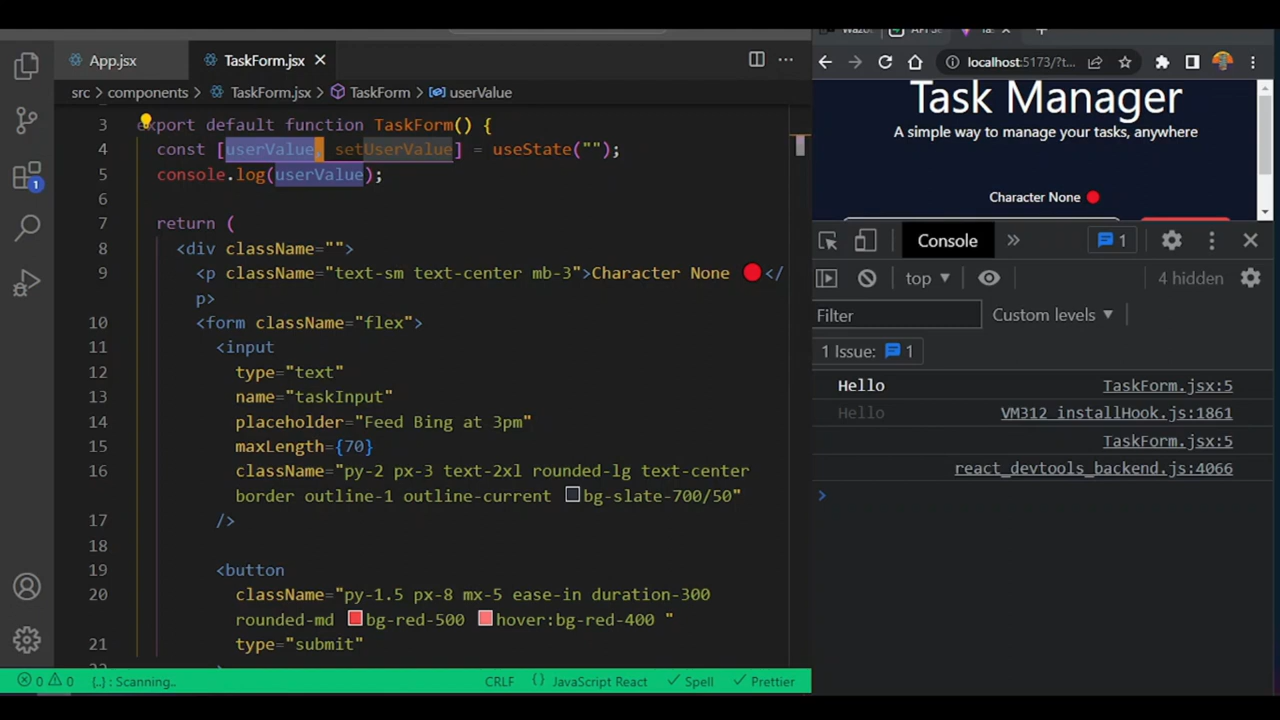 App.jsx
TaskForm.jsx
src
components
TaskForm.jsx
TaskForm
userValue
3 export default function TaskForm() {
4 const [userValue, setUserValue] = useState("");
5 console.log(userValue);
6
7 return (
8 <div className="">
9 <p className="text-sm text-center mb-3">Character None 🔴</
p>
10 <form className="flex">
11 <input
12 type="text"
13 name="taskInput"
14 placeholder="Feed Bing at 3pm"
15 maxLength={70}
16 className="py-2 px-3 text-2xl rounded-lg text-center
border outline-1 outline-current bg-slate-700/50"
17 />
18
19 <button
20 className="py-1.5 px-8 mx-5 ease-in duration-300
rounded-md bg-red-500 hover:bg-red-400 "
21 type="submit"
1
0 0 {..} : Scanning.. CRLF {} JavaScript React Spell Prettier
localhost:5173/?t...
Task Manager
A simple way to manage your tasks, anywhere
Character None 🔴
Console
1
top
4 hidden
Filter
Custom levels
1 Issue: 1
Hello TaskForm.jsx:5
Hello VM312 installHook.js:1861
TaskForm.jsx:5
react_devtools_backend.js:4066